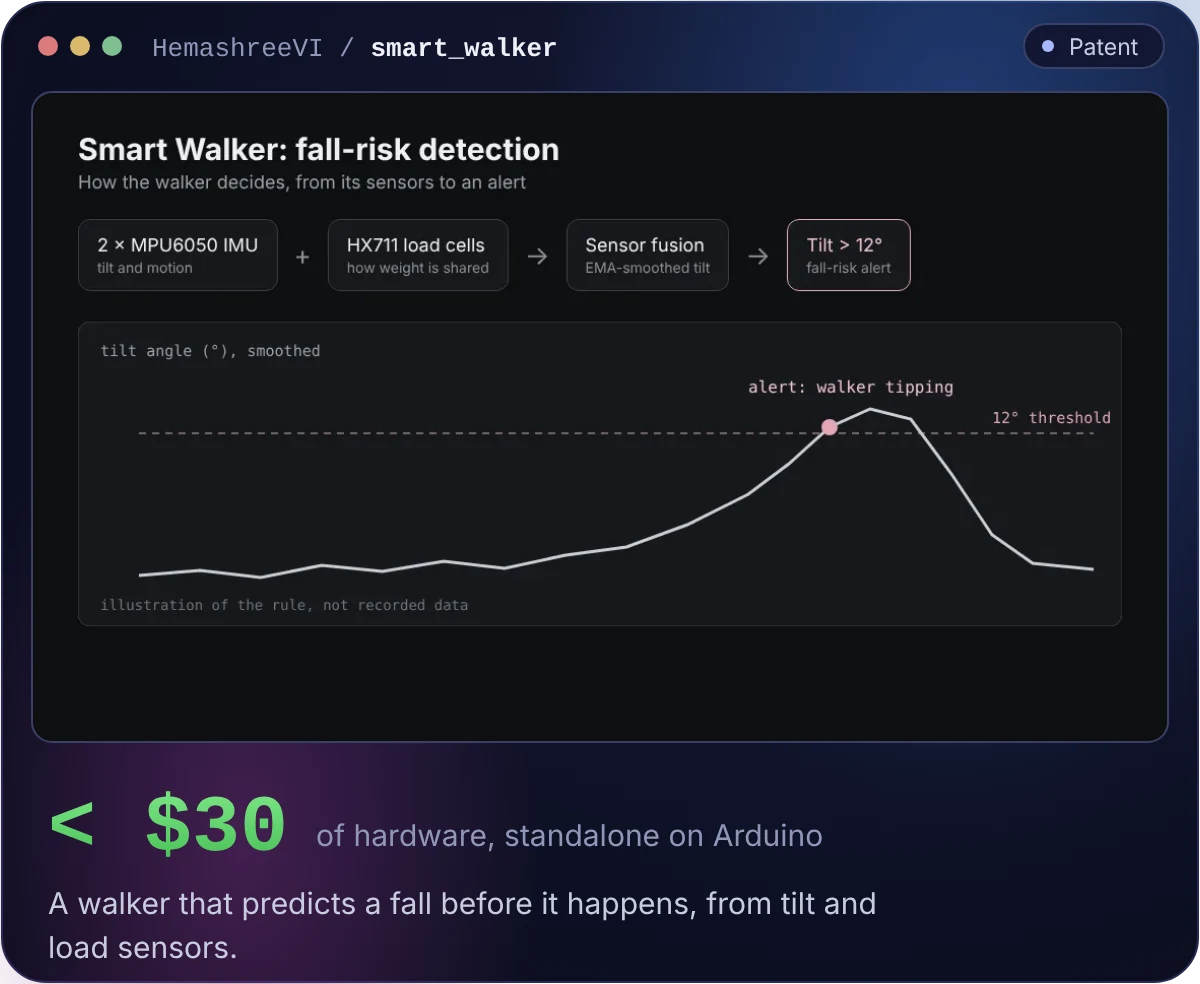 HemashreeVI / smart_walker
Patent
Smart Walker: fall-risk detection
How the walker decides, from its sensors to an alert
2 × MPU6050 IMU
tilt and motion
+
HX711 load cells
how weight is shared
→
Sensor fusion
EMA-smoothed tilt
→
Tilt > 12°
fall-risk alert
tilt angle (°), smoothed
alert: walker tipping
12° threshold
illustration of the rule, not recorded data
< $30 of hardware, standalone on Arduino
A walker that predicts a fall before it happens, from tilt and
load sensors.